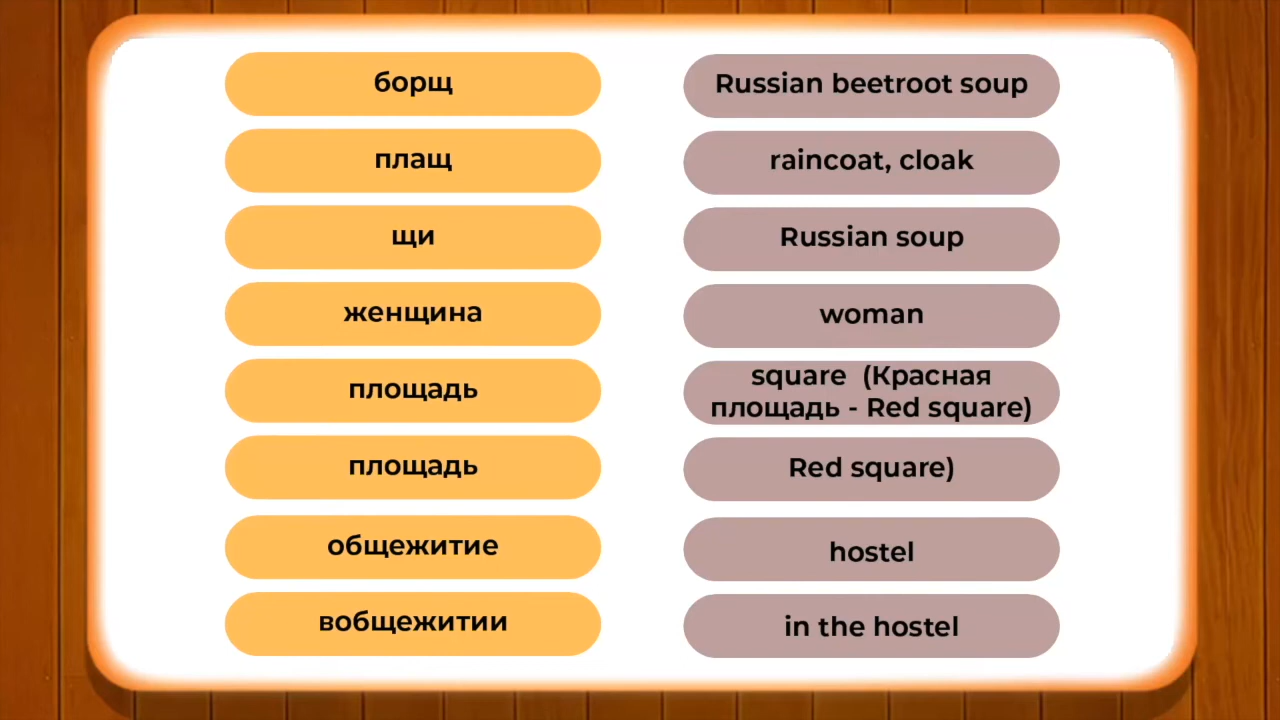 борщ
Russian beetroot soup
плащ
raincoat, cloak
щи
Russian soup
женщина
woman
площадь
square (Красная
площадь - Red square)
площадь
Red square)
общежитие
hostel
вобщежитии
in the hostel